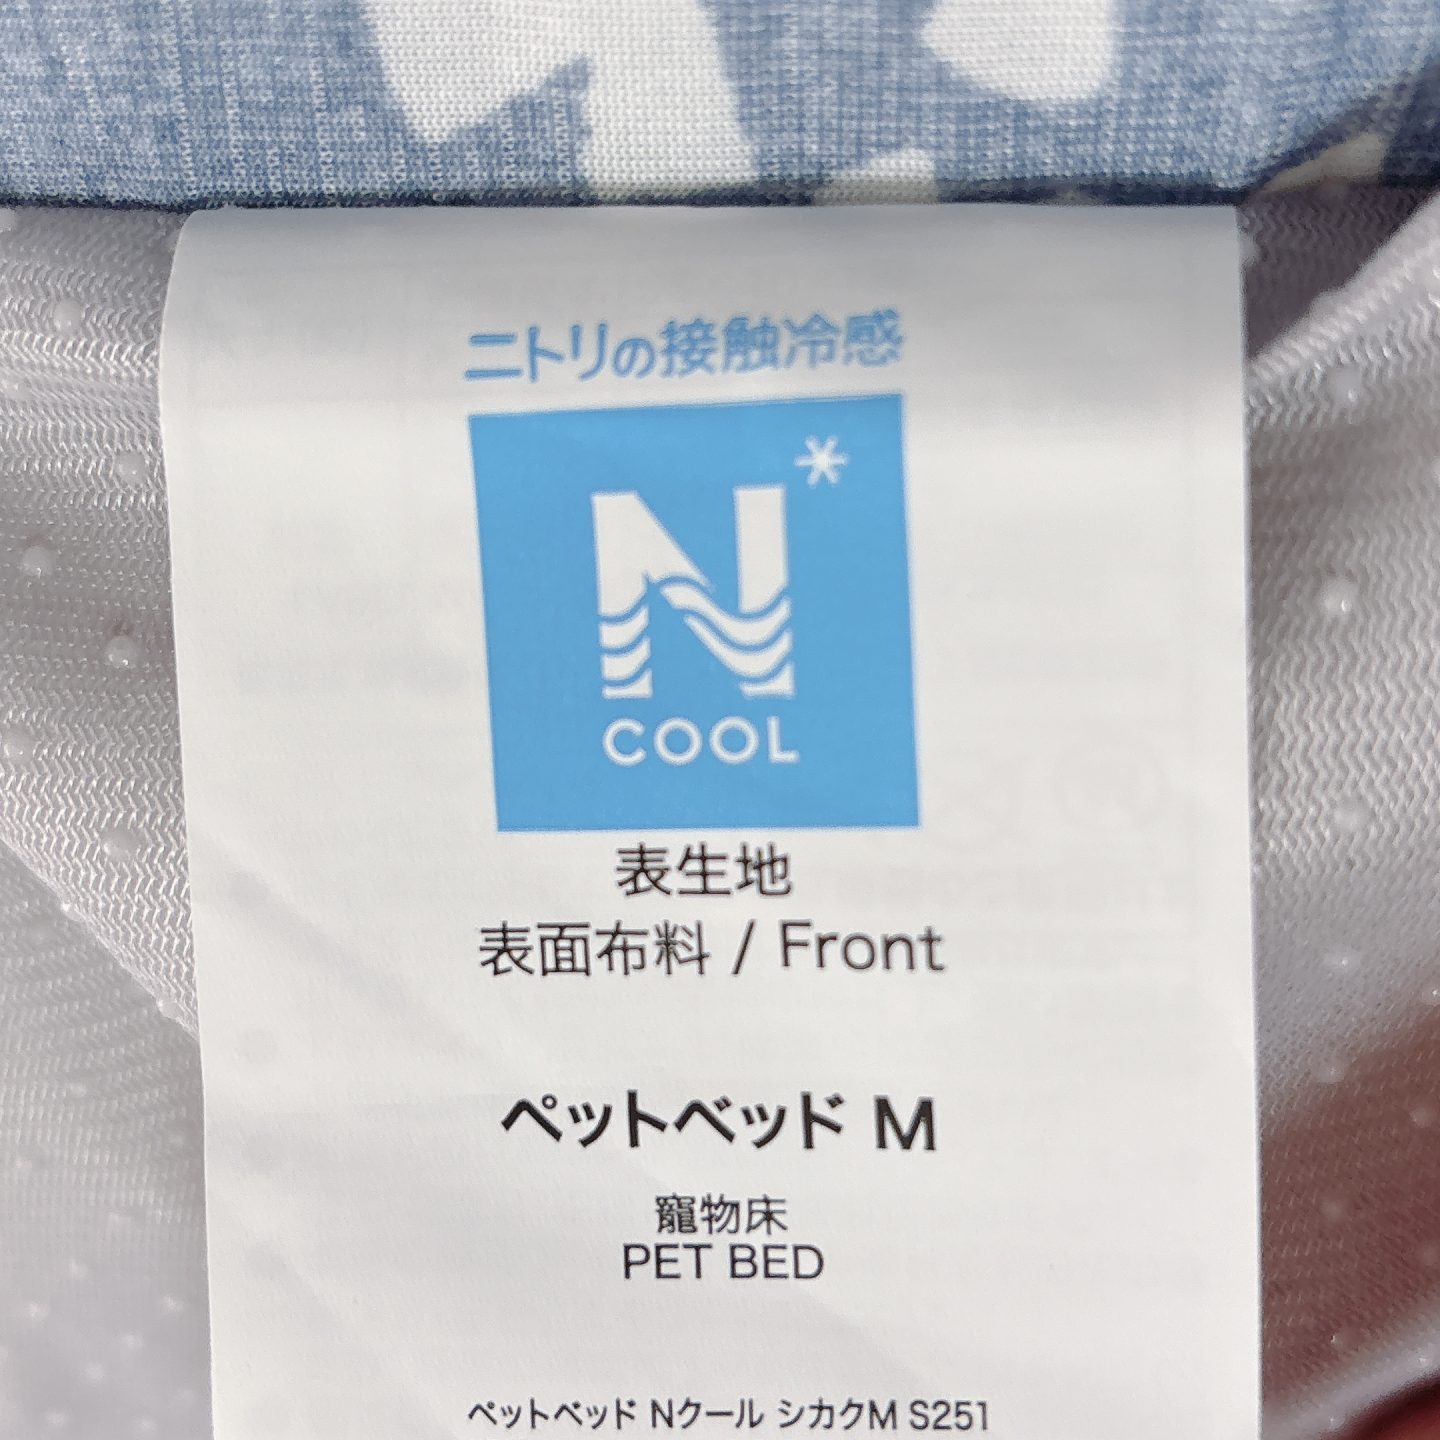 ニトリの接触冷感
N*
COOL
表生地
表面布料 / Front
ペットベッド M
寵物床
PET BED
ペットベッド Nクール シカクM S251